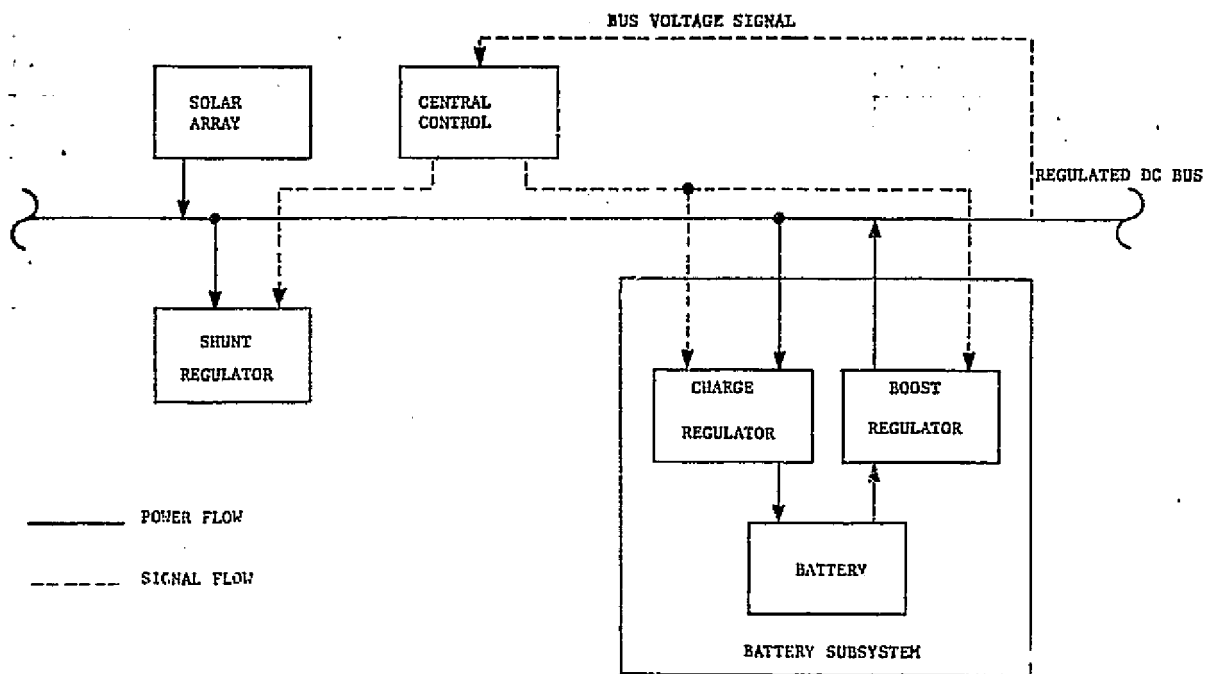 BUS VOLTAGE SIGNAL
SOLAR
ARRAY
CENTRAL
CONTROL
REGULATED DC BUS
SHUNT
REGULATOR
CHARGE
REGULATOR
BOOST
REGULATOR
POWER FLOW
BATTERY
SIGNAL FLOW
BATTERY SUBSYSTEM